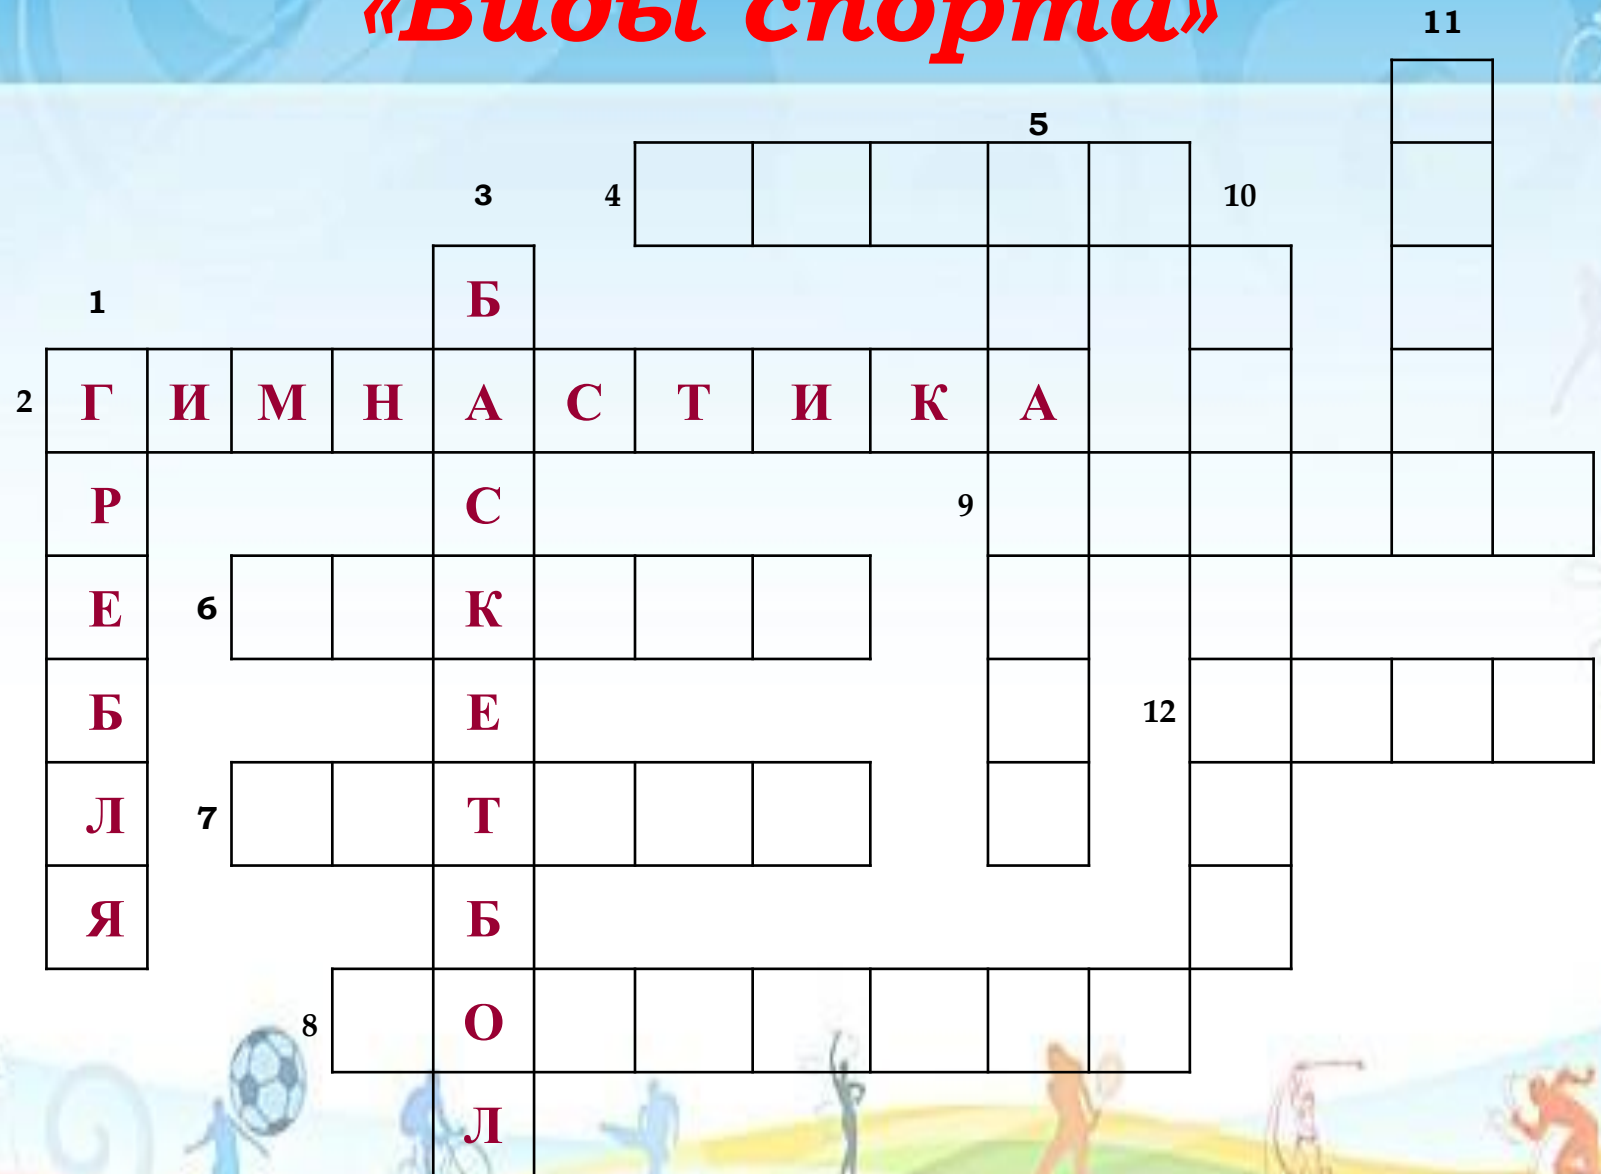 «Виды спорта»
11
5
3 4 10
1 Б
2 Г И М Н А С Т И К А
Р С 9
Е 6 К
Б Е 12
Л 7 Т
Я Б
8 О
Л